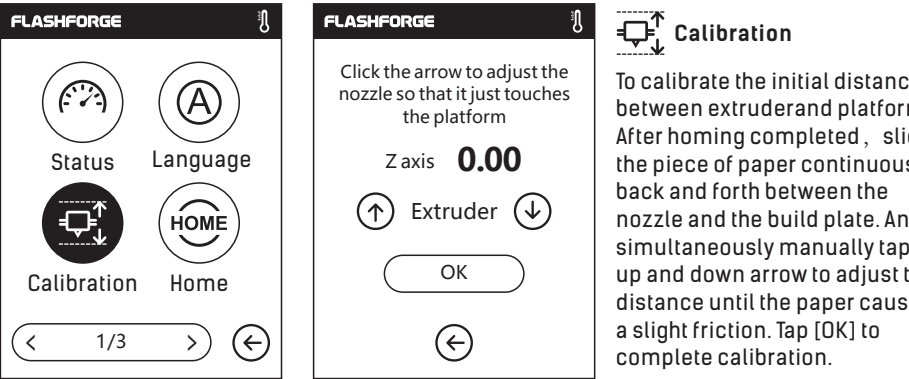 FLASHFORGE
Status
Language
HOME
Calibration
Home
1/3
FLASHFORGE
Click the arrow to adjust the
nozzle so that it just touches
the platform
Z axis 0.00
Extruder
OK
Calibration
To calibrate the initial distanc
between extruderand platform
After homing completed， sli
the piece of paper continuous
back and forth between the
nozzle and the build plate. An
simultaneously manually tap
up and down arrow to adjust t
distance until the paper caus
a slight friction. Tap [OK] to
complete calibration.